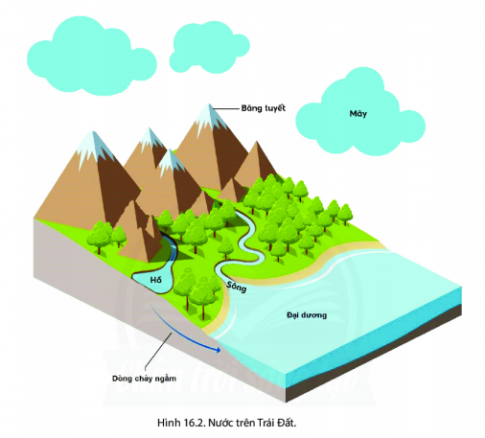 Băng tuyết
Mây
Hồ
Sông
Đại dương
Dòng chảy ngầm
Hình 16.2. Nước trên Trái Đất.